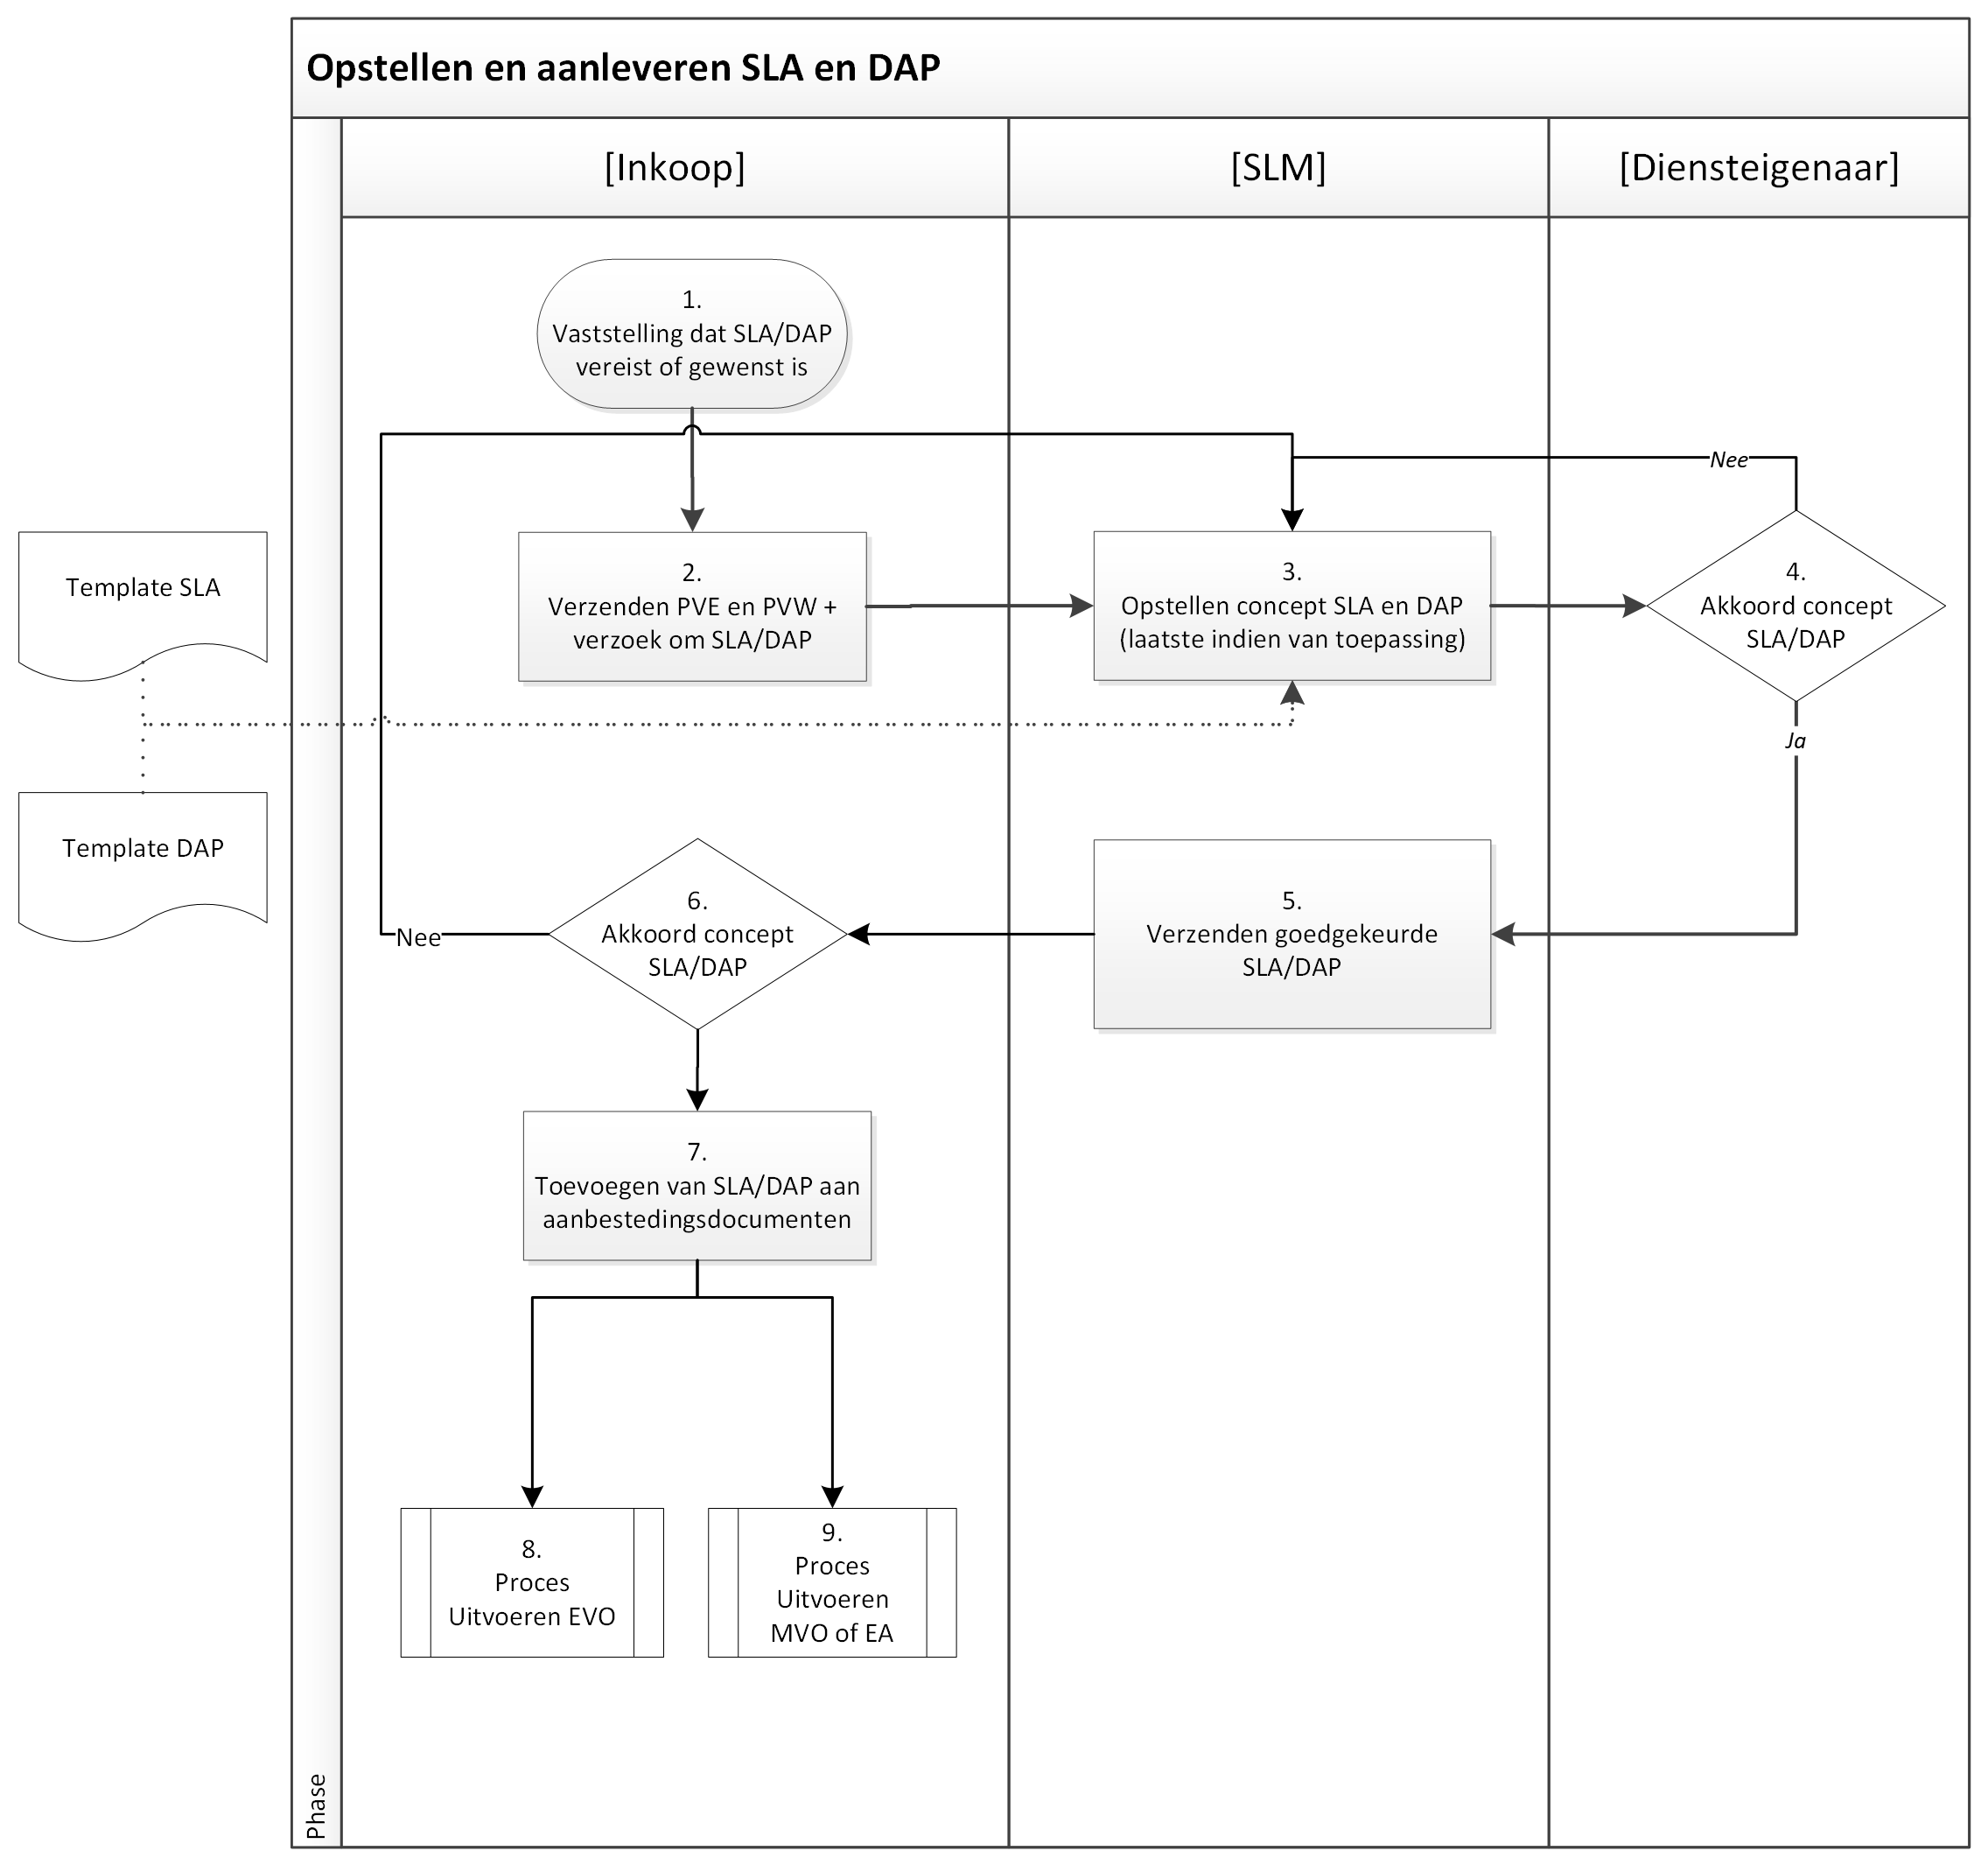 Opstellen en aanleveren SLA en DAP
[Inkoop]
[SLM]
[Diensteigenaar]
1.
Vaststelling dat SLA/DAP
vereist of gewenst is
Nee
Template SLA
2.
Verzenden PVE en PVW +
verzoek om SLA/DAP
3.
Opstellen concept SLA en DAP
(laatste indien van toepassing)
4.
Akkoord concept
SLA/DAP
Ja
Template DAP
Nee
6.
Akkoord concept
SLA/DAP
5.
Verzenden goedgekeurde
SLA/DAP
7.
Toevoegen van SLA/DAP aan
aanbestedingsdocumenten
8.
Proces
Uitvoeren EVO
9.
Proces
Uitvoeren
MVO of EA
Phase